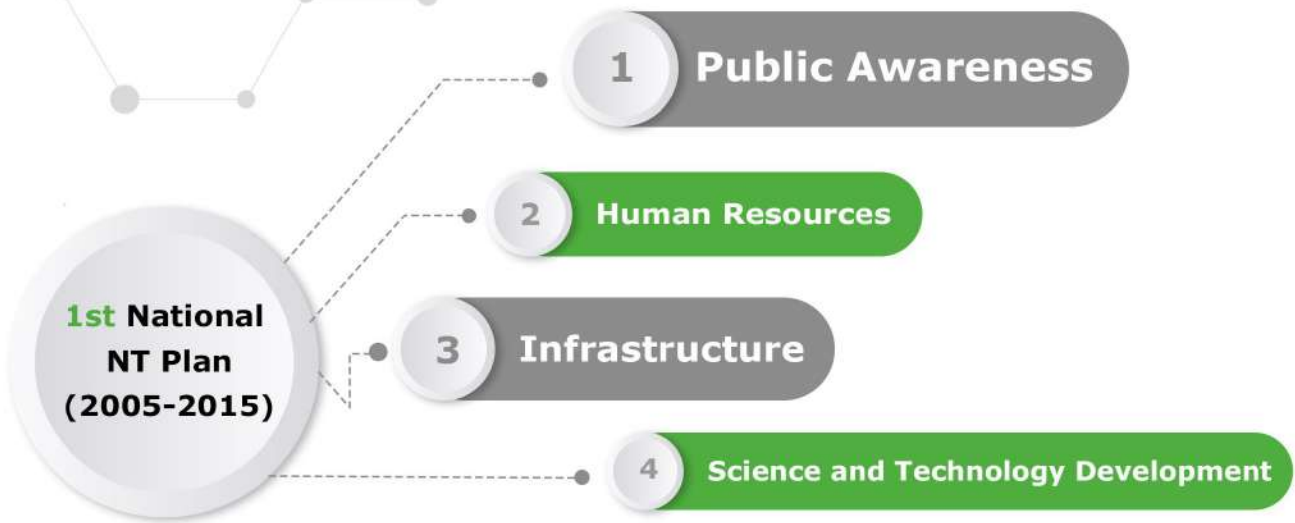 1 Public Awareness
2 Human Resources
1st National
NT Plan
(2005-2015)
3 Infrastructure
4 Science and Technology Development